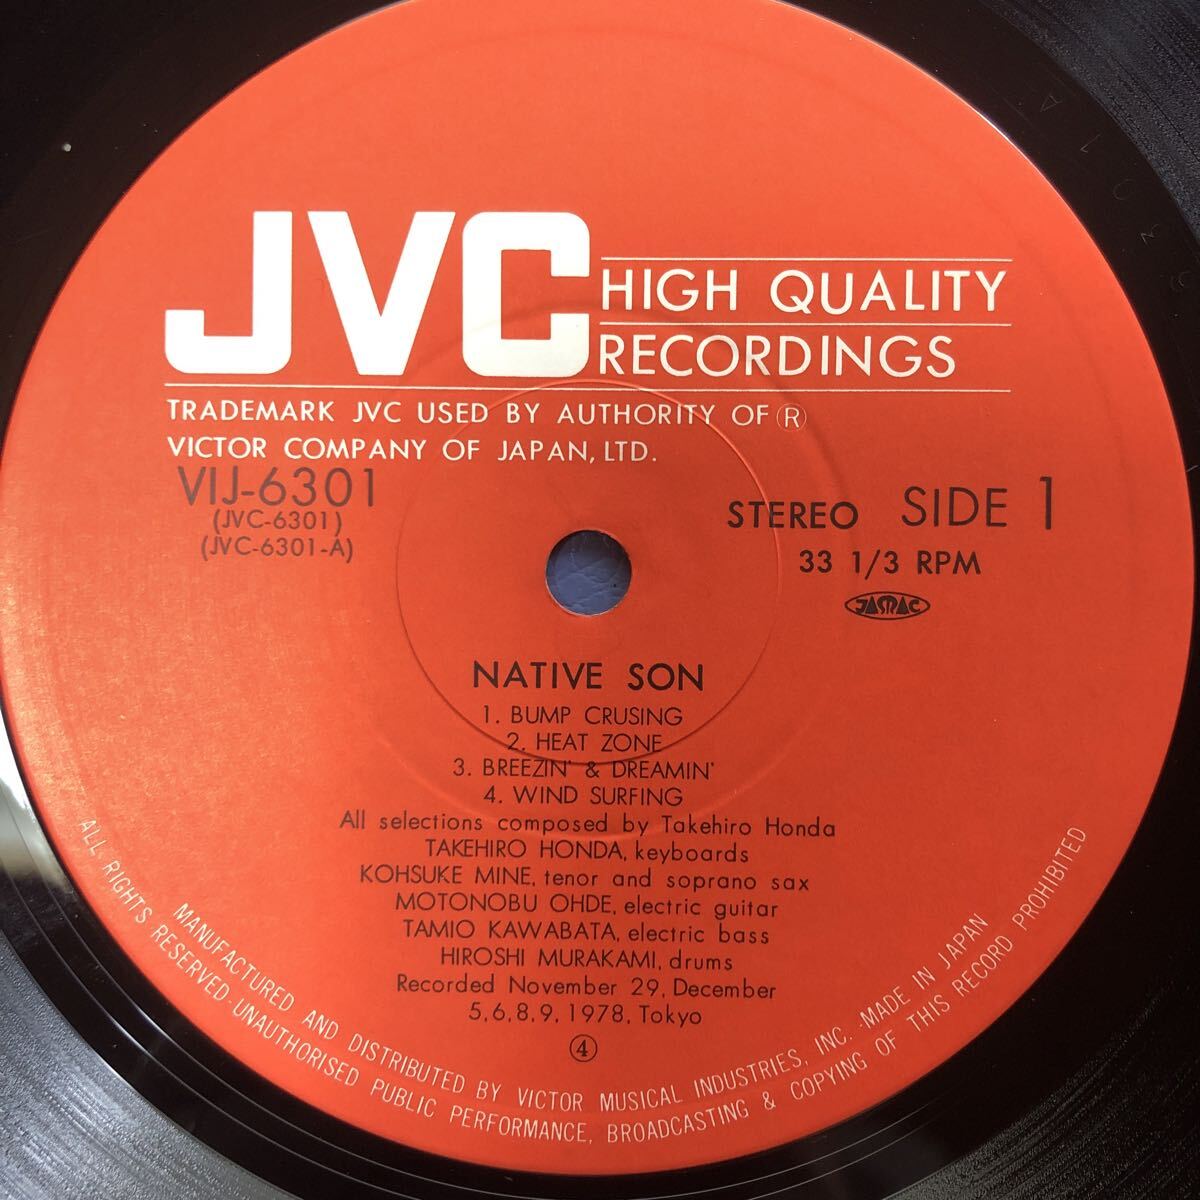 JVC
HIGH QUALITY
RECORDINGS
TRADEMARK JVC USED BY AUTHORITY OF Ⓡ
VICTOR COMPANY OF JAPAN, LTD.
VIJ-6301
(JVC-6301)
(JVC-6301-A)
STEREO SIDE 1
33 1/3 RPM
JASRAC
NATIVE SON
1. BUMP CRUSING
2. HEAT ZONE
3. BREEZIN' & DREAMIN'
4. WIND SURFING
All selections composed by Takehiro Honda
TAKEHIRO HONDA, keyboards
KOHSUKE MINE, tenor and soprano sax
MOTONOBU OHDE, electric guitar
TAMIO KAWABATA, electric bass
HIROSHI MURAKAMI, drums
Recorded November 29, December
5,6,8,9, 1978, Tokyo
④
MANUFACTURED AND DISTRIBUTED BY VICTOR MUSICAL INDUSTRIES, INC. ·MADE IN JAPAN
ALL RIGHTS RESERVED·UNAUTHORISED PUBLIC PERFORMANCE, BROADCASTING & COPYING OF THIS RECORD PROHIBITED